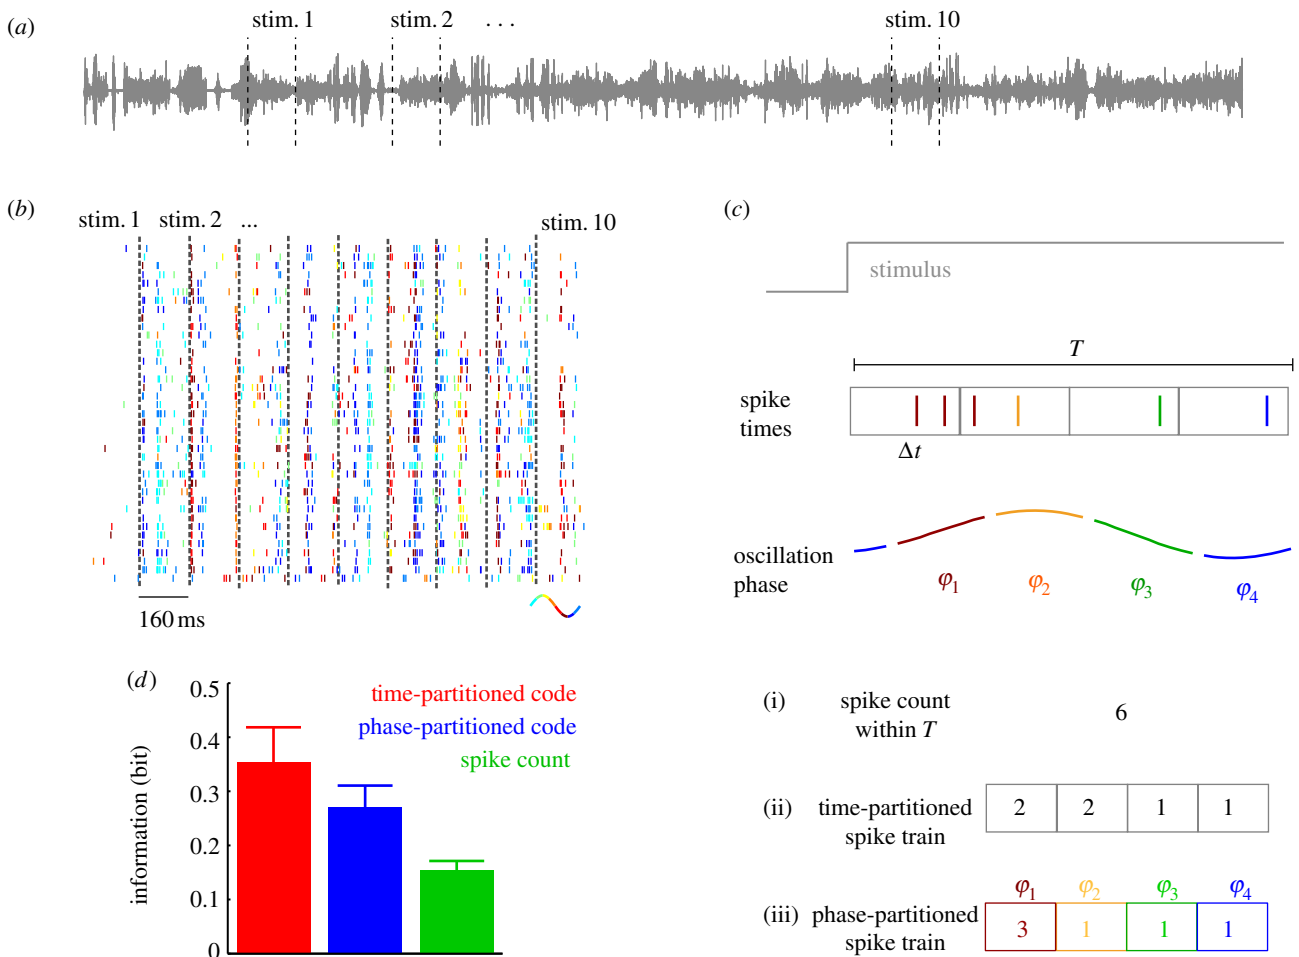 (a)
stim. 1 stim. 2 . . . stim. 10
(b)
stim. 1 stim. 2 ... stim. 10
160 ms
(c)
stimulus
T
spike
times
Δt
oscillation
phase
φ1 φ2 φ3 φ4
(d)
0.5
0.4
0.3
0.2
0.1
0
information (bit)
time-partitioned code
phase-partitioned code
spike count
(i) spike count
within T
6
(ii) time-partitioned
spike train
2 2 1 1
φ1 φ2 φ3 φ4
(iii) phase-partitioned
spike train
3 1 1 1